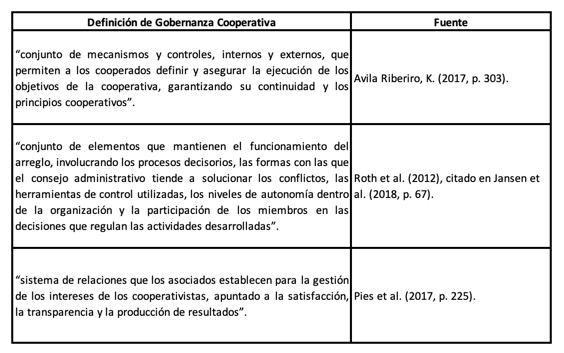 Definición de Gobernanza Cooperativa
Fuente
“conjunto de mecanismos y controles, internos y externos, que
permiten a los cooperados definir y asegurar la ejecución de los
objetivos de la cooperativa, garantizando su continuidad y los
principios cooperativos”.
Avila Riberiro, K. (2017, p. 303).
“conjunto de elementos que mantienen el funcionamiento del
arreglo, involucrando los procesos decisorios, las formas con las que
el consejo administrativo tiende a solucionar los conflictos, las
herramientas de control utilizadas, los niveles de autonomía dentro
de la organización y la participación de los miembros en las
decisiones que regulan las actividades desarrolladas”.
Roth et al. (2012), citado en Jansen et
al. (2018, p. 67).
“sistema de relaciones que los asociados establecen para la gestión
de los intereses de los cooperativistas, apuntado a la satisfacción,
la transparencia y la producción de resultados”.
Pies et al. (2017, p. 225).